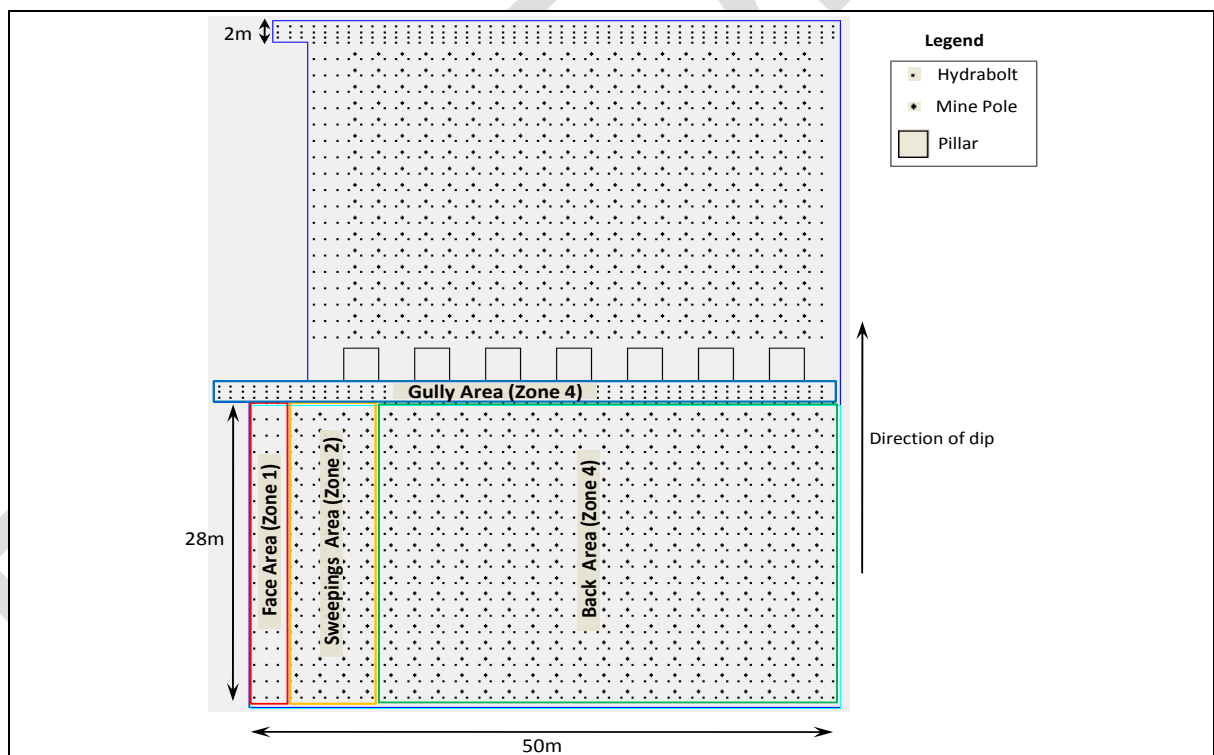 2m
Legend
Hydrabolt
Mine Pole
Pillar
Gully Area (Zone 4)
Direction of dip
28m
Face Area (Zone 1)
Sweepings Area (Zone 2)
Back Area (Zone 4)
50m